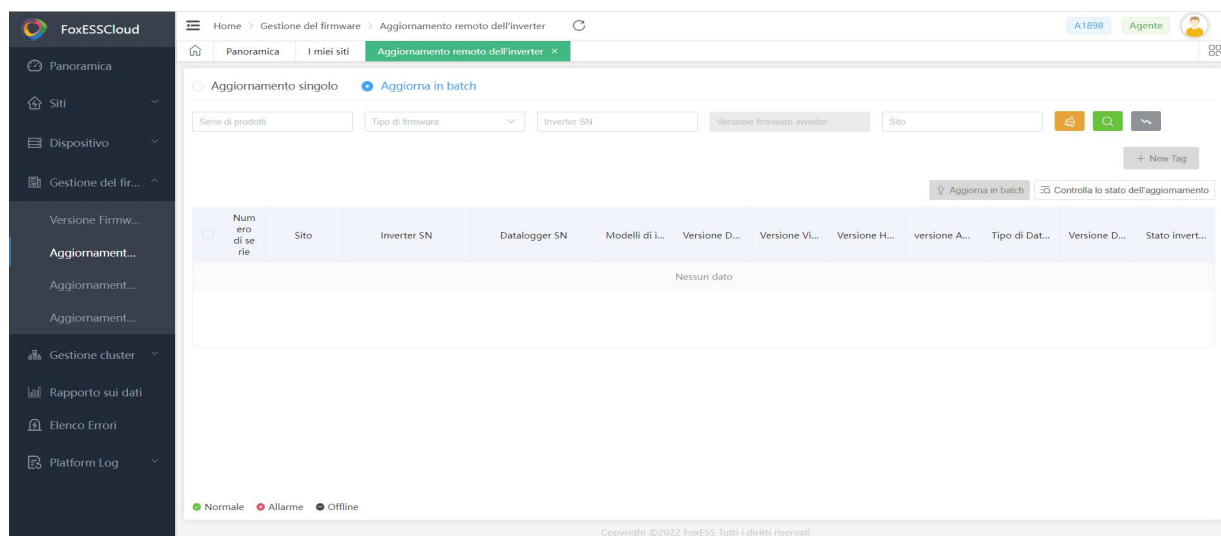 FoxESSCloud
Home > Gestione del firmware > Aggiornamento remoto dell'inverter
A1898
Agente
Panoramica
I miei siti
Aggiornamento remoto dell'inverter ×
Panoramica
Siti
Dispositivo
Gestione del fir...
Versione Firmw...
Aggiornament...
Aggiornament...
Aggiornament...
Gestione cluster
Rapporto sui dati
Elenco Errori
Platform Log
Aggiornamento singolo
Aggiorna in batch
Serie di prodotti
Tipo di firmware
Inverter SN
Versione firmware inverter
Sito
+ New Tag
Aggiorna in batch
Controlla lo stato dell'aggiornamento
Num
ero
di se
rie
Sito
Inverter SN
Datalogger SN
Modelli di i...
Versione D...
Versione Vi...
Versione H...
versione A...
Tipo di Dat...
Versione D...
Stato invert...
Nessun dato
Normale
Allarme
Offline
Copyright ©2022 FoxESS Tutti i diritti riservati